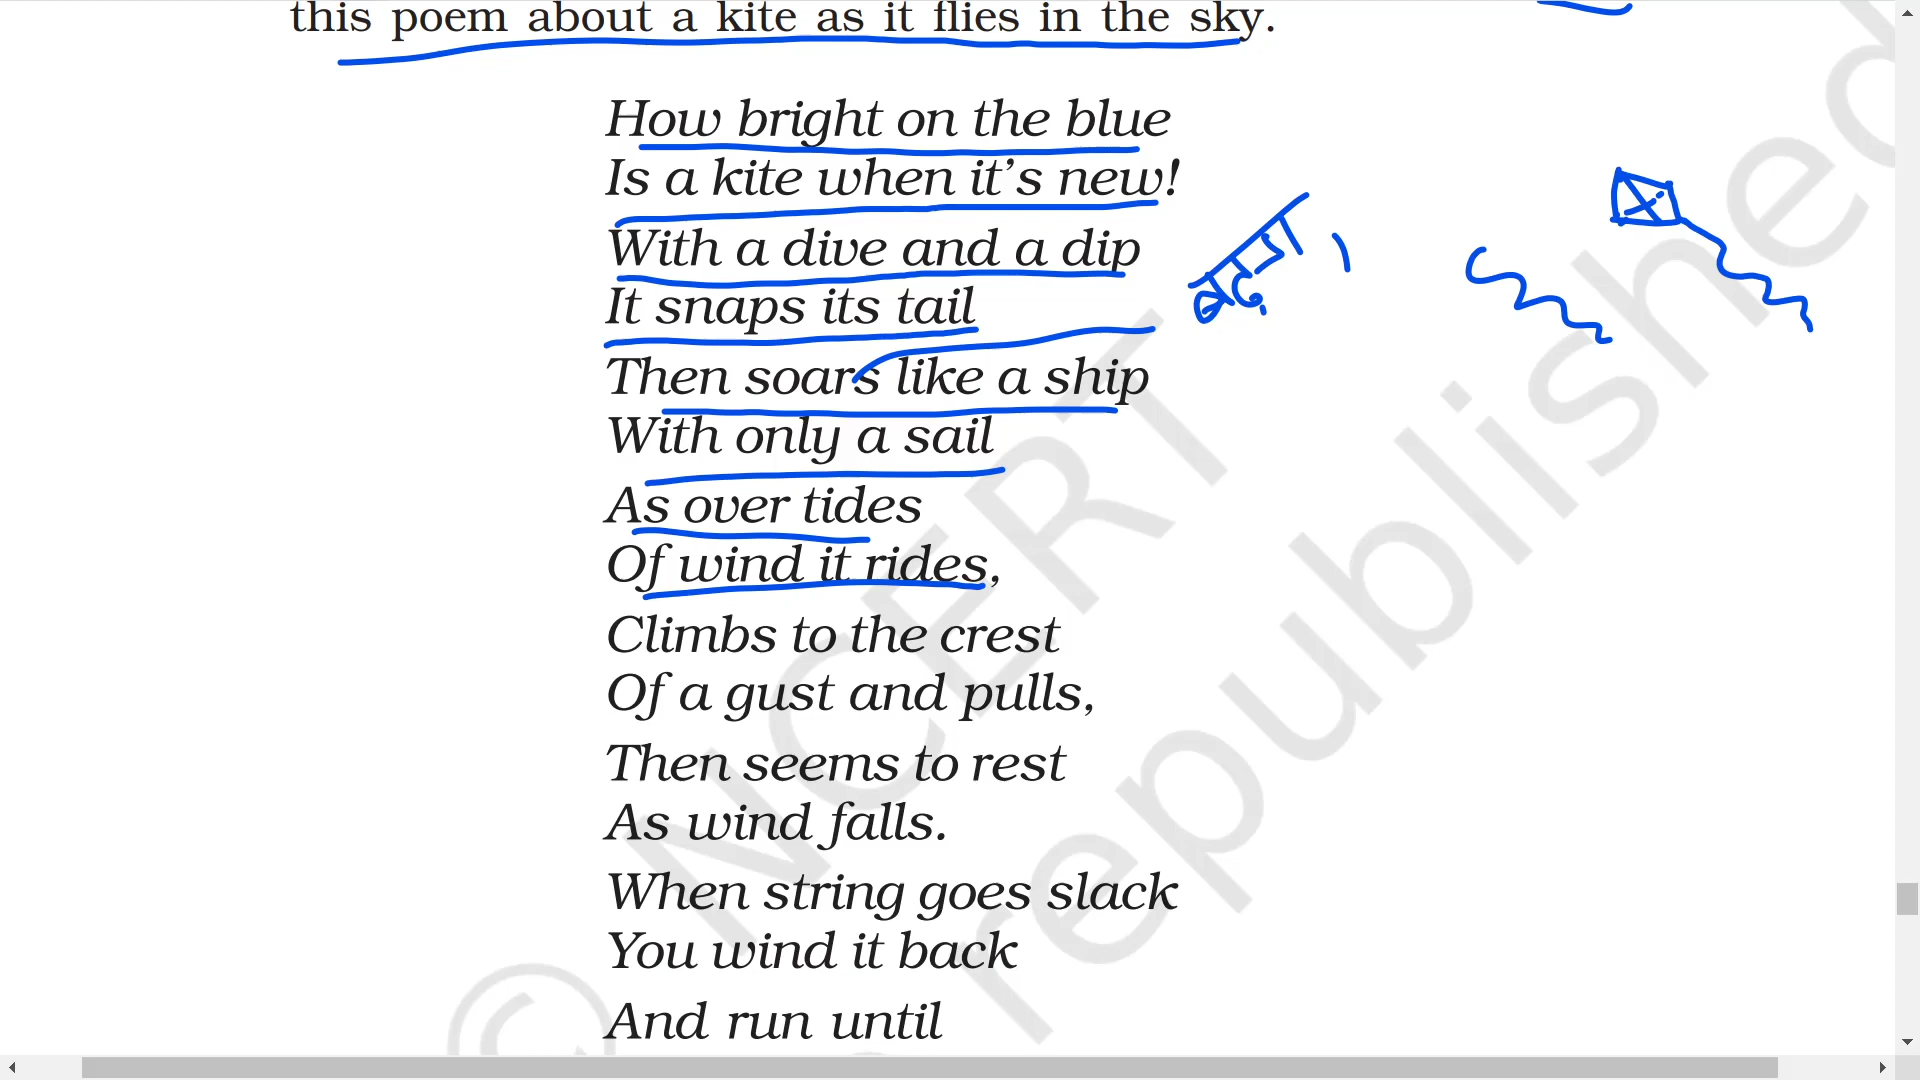 this poem about a kite as it flies in the sky.
How bright on the blue
Is a kite when it’s new!
With a dive and a dip
It snaps its tail
Then soars like a ship
With only a sail
As over tides
Of wind it rides,
Climbs to the crest
Of a gust and pulls,
Then seems to rest
As wind falls.
When string goes slack
You wind it back
And run until
© NCERT
republished